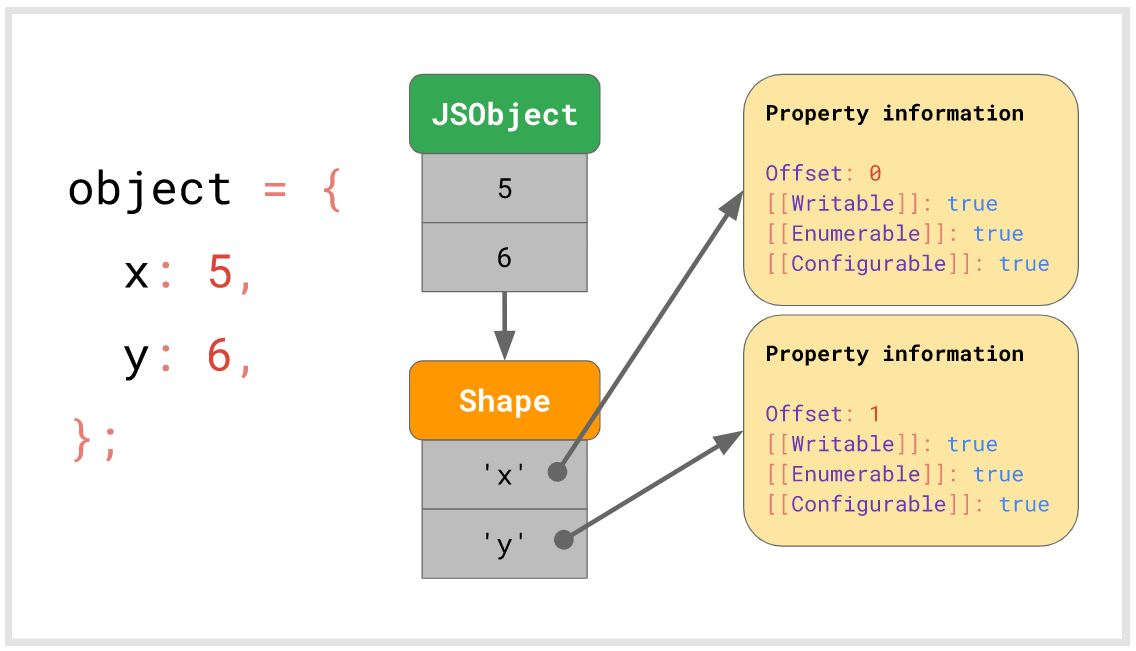 object = {
x: 5,
y: 6,
};
JSObject
5
6
Shape
'x'
'y'
Property information
Offset: 0
[[Writable]]: true
[[Enumerable]]: true
[[Configurable]]: true
Property information
Offset: 1
[[Writable]]: true
[[Enumerable]]: true
[[Configurable]]: true